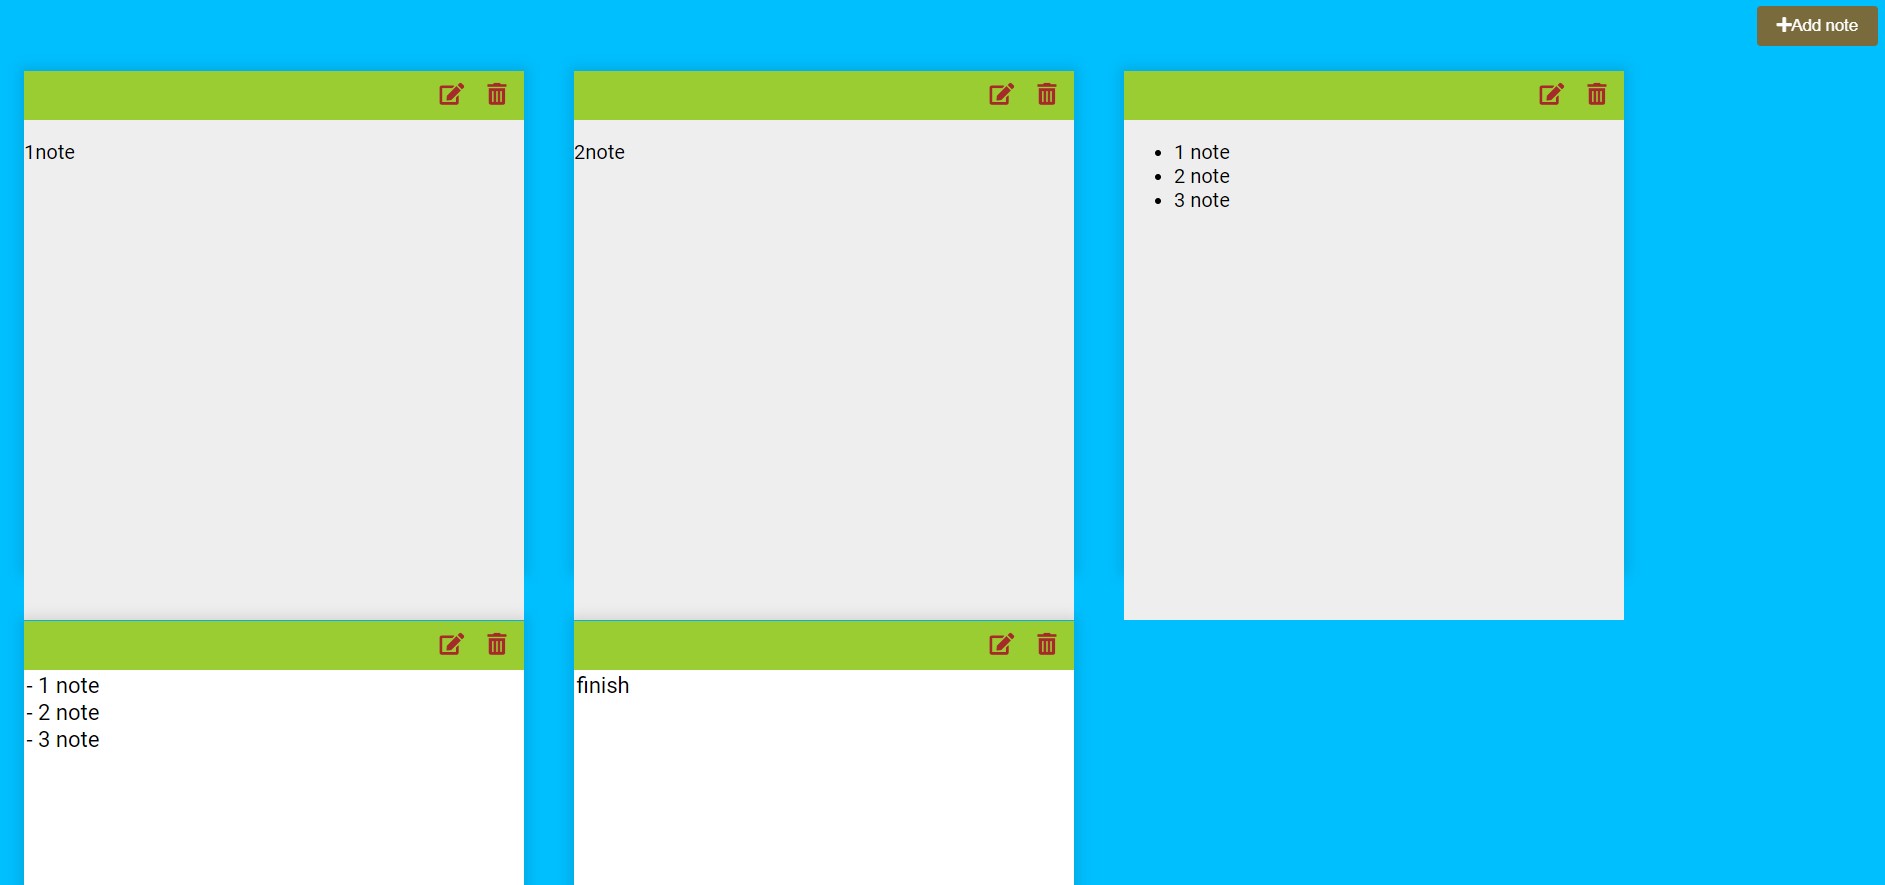 Add note
1note
2note
• 1 note
• 2 note
• 3 note
- 1 note
- 2 note
- 3 note
finish